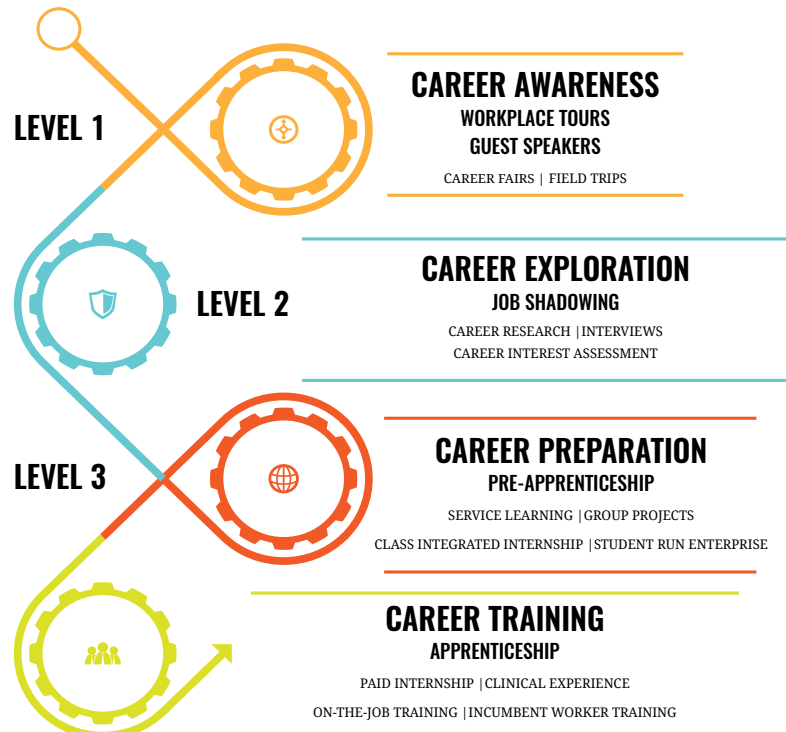 LEVEL 1
CAREER AWARENESS
WORKPLACE TOURS
GUEST SPEAKERS
CAREER FAIRS | FIELD TRIPS
LEVEL 2
CAREER EXPLORATION
JOB SHADOWING
CAREER RESEARCH |INTERVIEWS
CAREER INTEREST ASSESSMENT
LEVEL 3
CAREER PREPARATION
PRE-APPRENTICESHIP
SERVICE LEARNING |GROUP PROJECTS
CLASS INTEGRATED INTERNSHIP |STUDENT RUN ENTERPRISE
CAREER TRAINING
APPRENTICESHIP
PAID INTERNSHIP |CLINICAL EXPERIENCE
ON-THE-JOB TRAINING |INCUMBENT WORKER TRAINING